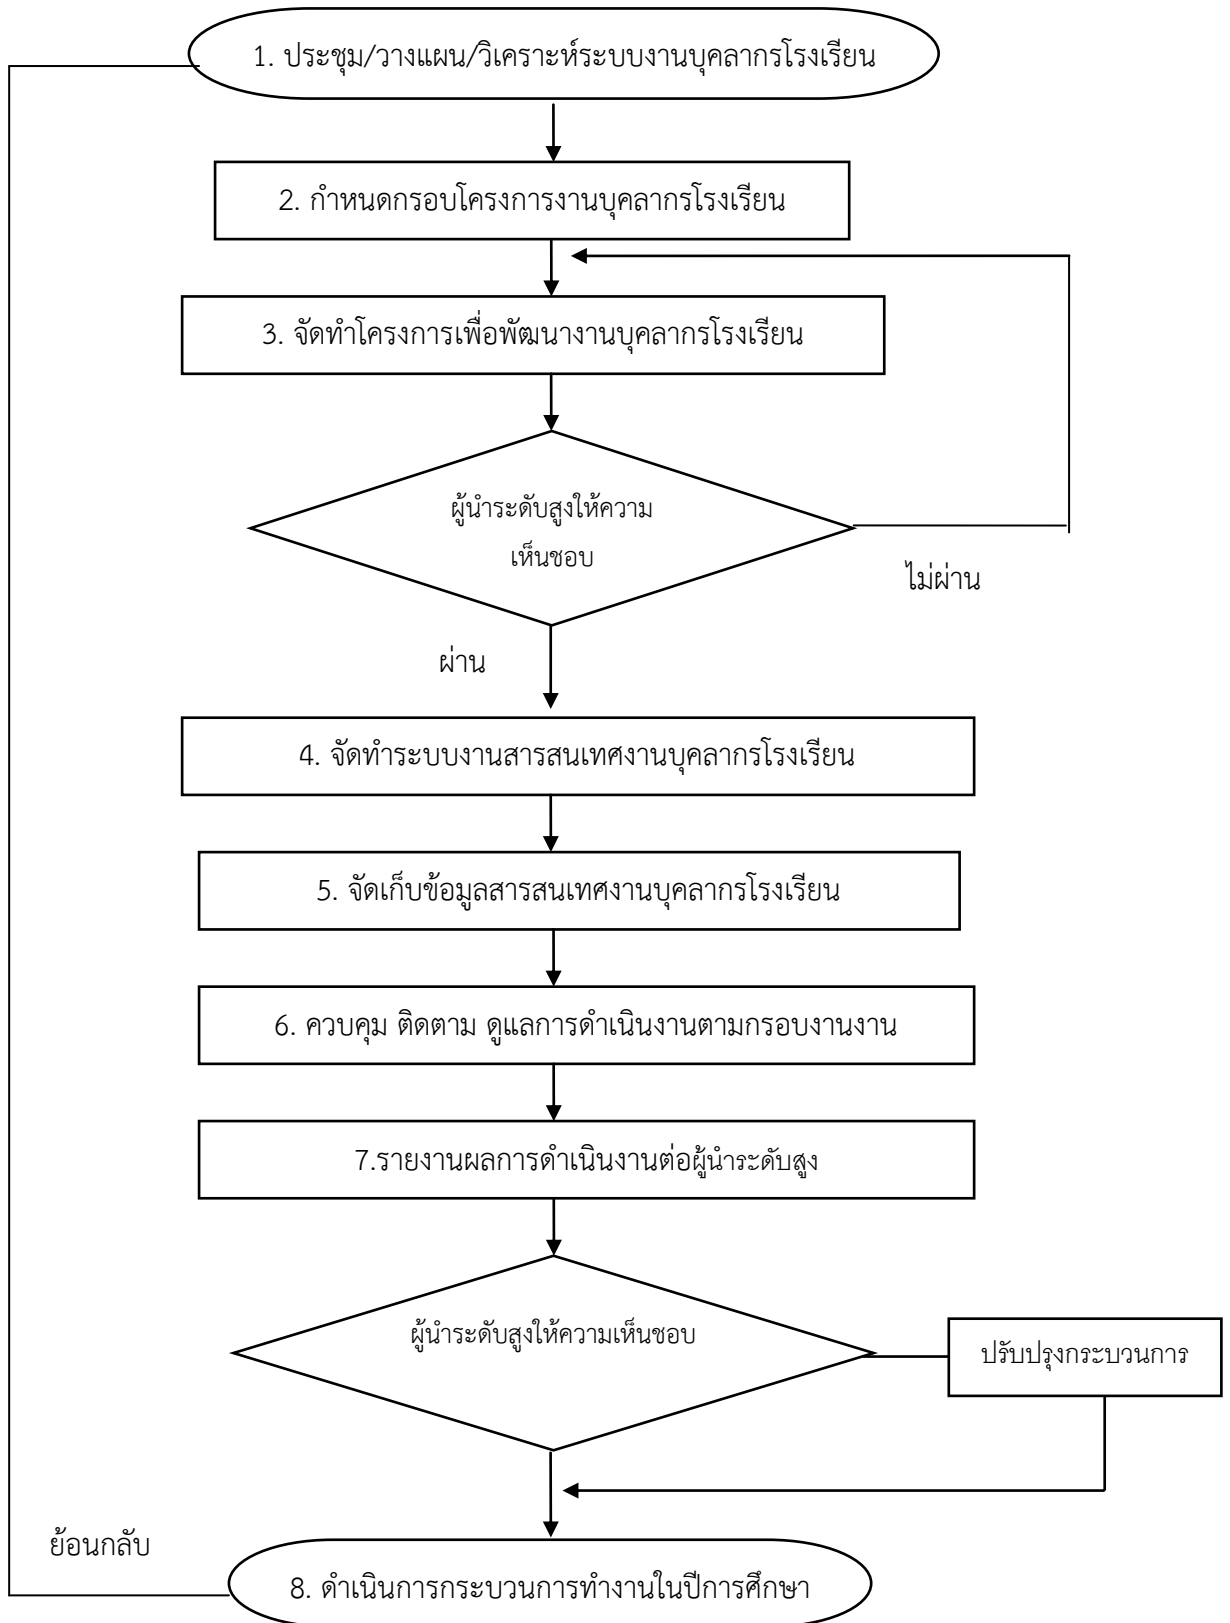 1. ประชุม/วางแผน/วิเคราะห์ระบบงานบุคลากรโรงเรียน
2. กำหนดกรอบโครงการงานบุคลากรโรงเรียน
3. จัดทำโครงการเพื่อพัฒนางานบุคลากรโรงเรียน
ผู้นำระดับสูงให้ความ
เห็นชอบ
ไม่ผ่าน
ผ่าน
4. จัดทำระบบงานสารสนเทศงานบุคลากรโรงเรียน
5. จัดเก็บข้อมูลสารสนเทศงานบุคลากรโรงเรียน
6. ควบคุม ติดตาม ดูแลการดำเนินงานตามกรอบงานงาน
7.รายงานผลการดำเนินงานต่อผู้นำระดับสูง
ผู้นำระดับสูงให้ความเห็นชอบ
ปรับปรุงกระบวนการ
ย้อนกลับ
8. ดำเนินการกระบวนการทำงานในปีการศึกษา